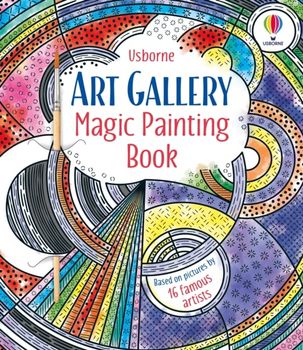 USBORNE
Usborne
ART GALLERY
Magic Painting
Book
Based on pictures by
16 famous
artists